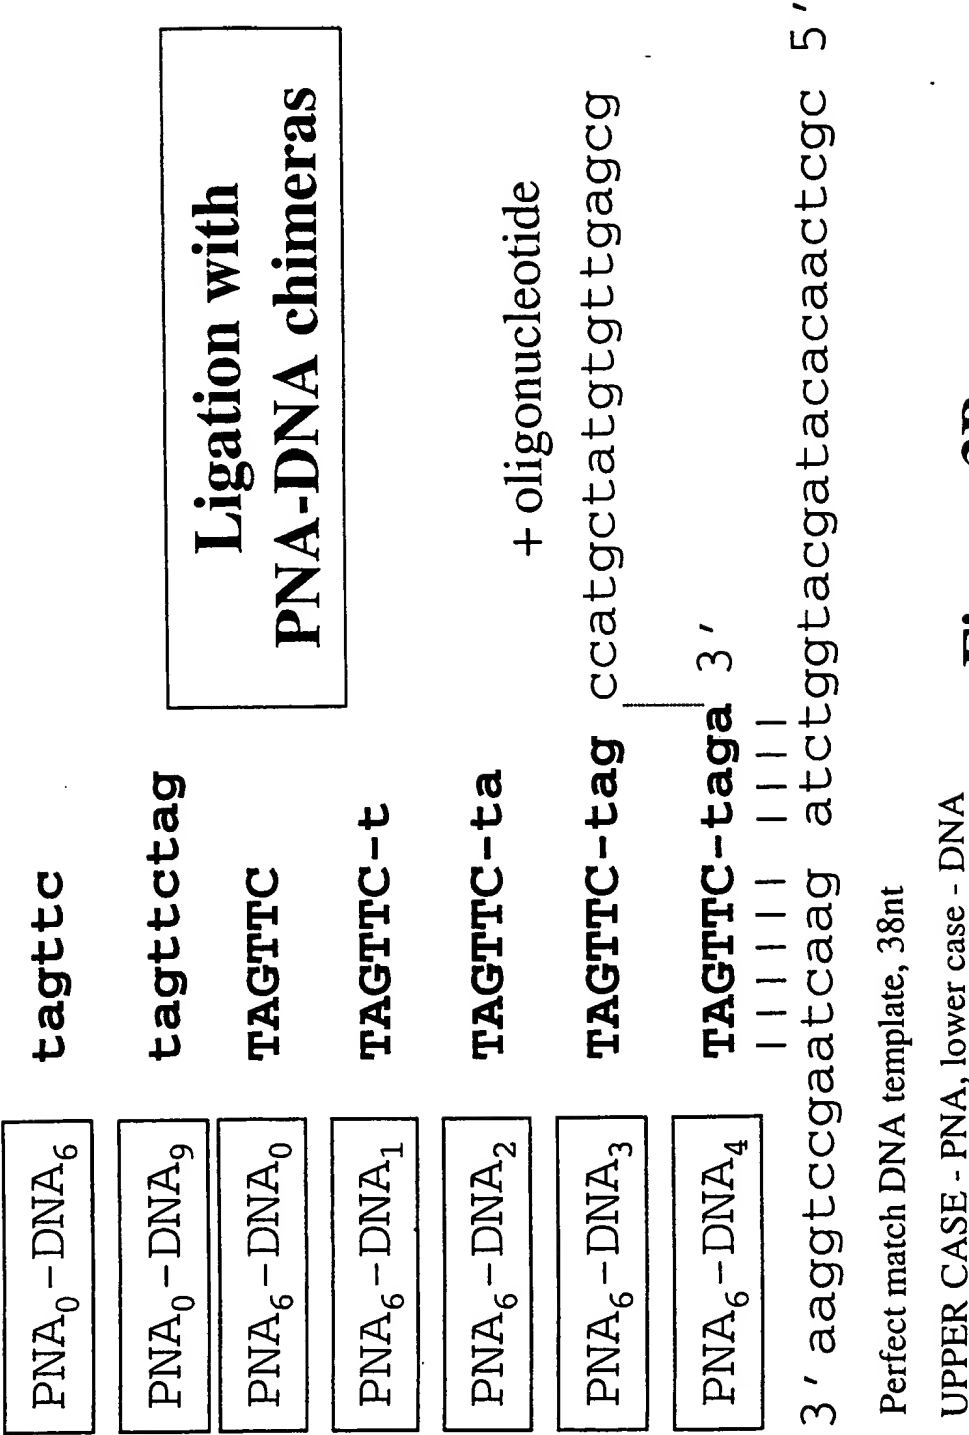 Ligation with
PNA-DNA chimeras
PNA₀−DNA₆ tagttc
PNA₀−DNA₉ tagttctag
PNA₆−DNA₀ TAGTTC
PNA₆−DNA₁ TAGTTC-t
PNA₆−DNA₂ TAGTTC-ta
+ oligonucleotide
PNA₆−DNA₃ TAGTTC-tag ccatgctatgtgttgagcg
PNA₆−DNA₄ TAGTTC-taga 3'
3' aaggtccgaatcaag atctggtacgatacacaactcgc 5'
Perfect match DNA template, 38nt
UPPER CASE - PNA, lower case - DNA